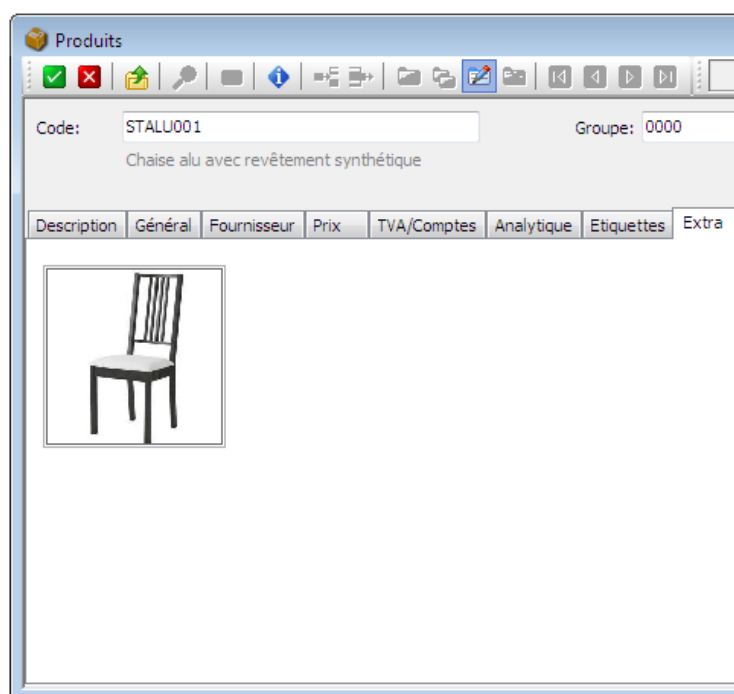 Produits
Code: STALU001 Groupe: 0000
Chaise alu avec revêtement synthétique
Description Général Fournisseur Prix TVA/Comptes Analytique Etiquettes Extra